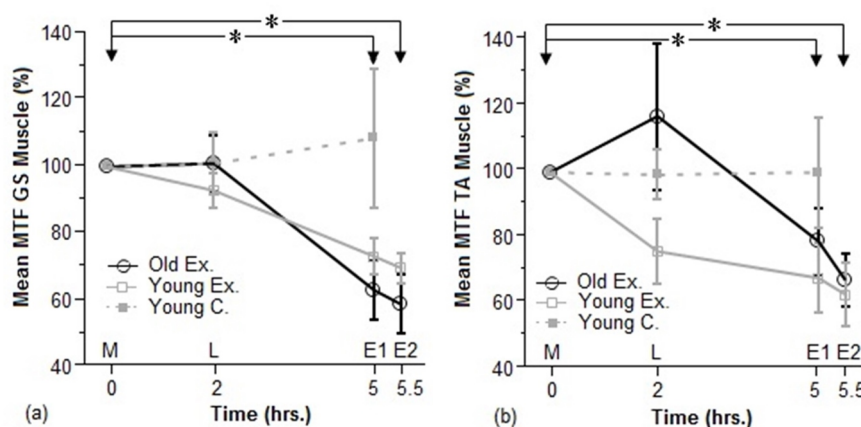 *
*
140
120
100
80
60
40
Mean MTF GS Muscle (%)
Old Ex.
Young Ex.
Young C.
M L E1 E2
0 2 5 5.5
Time (hrs.)
(a)
*
*
140
120
100
80
60
40
Mean MTF TA Muscle (%)
Old Ex.
Young Ex.
Young C.
M L E1 E2
0 2 5 5.5
Time (hrs.)
(b)